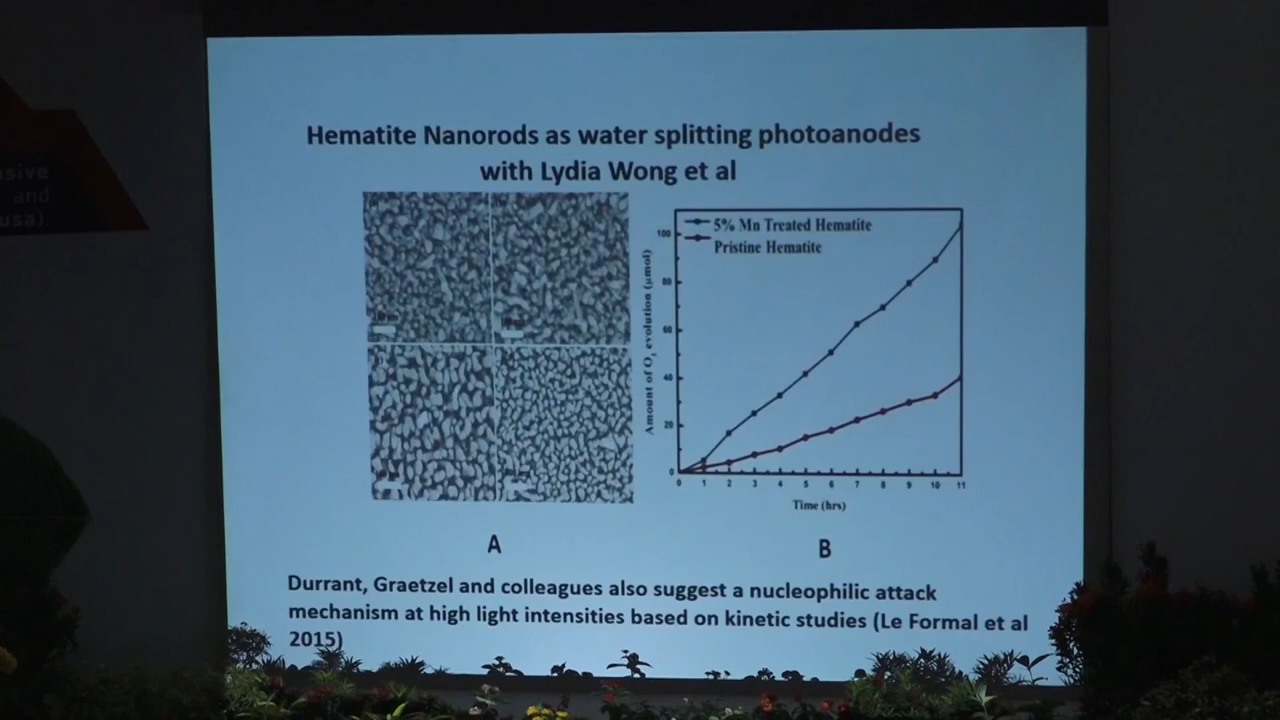 Hematite Nanorods as water splitting photoanodes
with Lydia Wong et al
5% Mn Treated Hematite
Pristine Hematite
Amount of O₂ evolution (μmol)
100
80
60
40
20
0
0 1 2 3 4 5 6 7 8 9 10 11
Time (hrs)
A
B
Durrant, Graetzel and colleagues also suggest a nucleophilic attack
mechanism at high light intensities based on kinetic studies (Le Formal et al
2015)
and
usa)